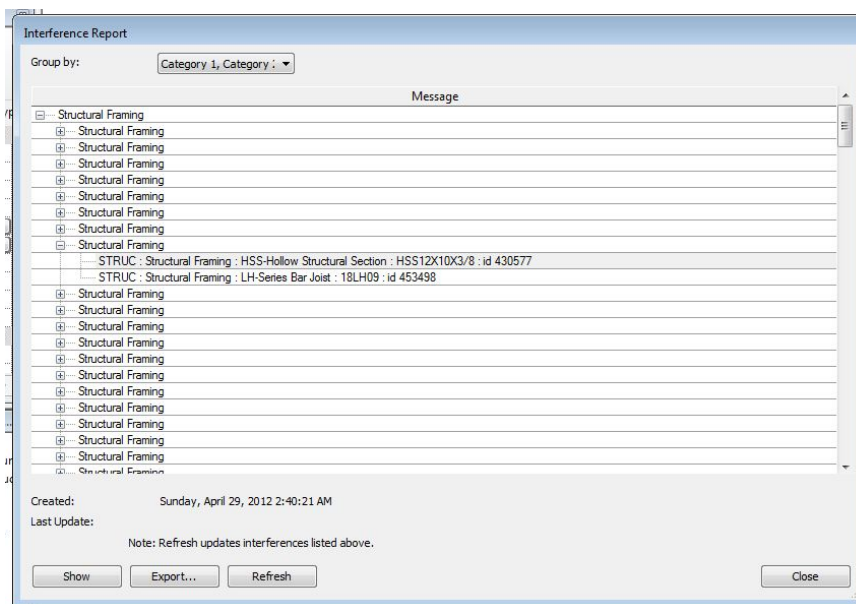 Interference Report
Group by:
Category 1, Category
Message
Structural Framing
Structural Framing
Structural Framing
Structural Framing
Structural Framing
Structural Framing
Structural Framing
Structural Framing
Structural Framing
STRUC : Structural Framing : HSS-Hollow Structural Section : HSS12X10X3/8 : id 430577
STRUC : Structural Framing : LH-Series Bar Joist : 18LH09 : id 453498
Structural Framing
Structural Framing
Structural Framing
Structural Framing
Structural Framing
Structural Framing
Structural Framing
Structural Framing
Structural Framing
Structural Framing
Structural Framing
Structural Framing
Created: Sunday, April 29, 2012 2:40:21 AM
Last Update:
Note: Refresh updates interferences listed above.
Show Export... Refresh Close